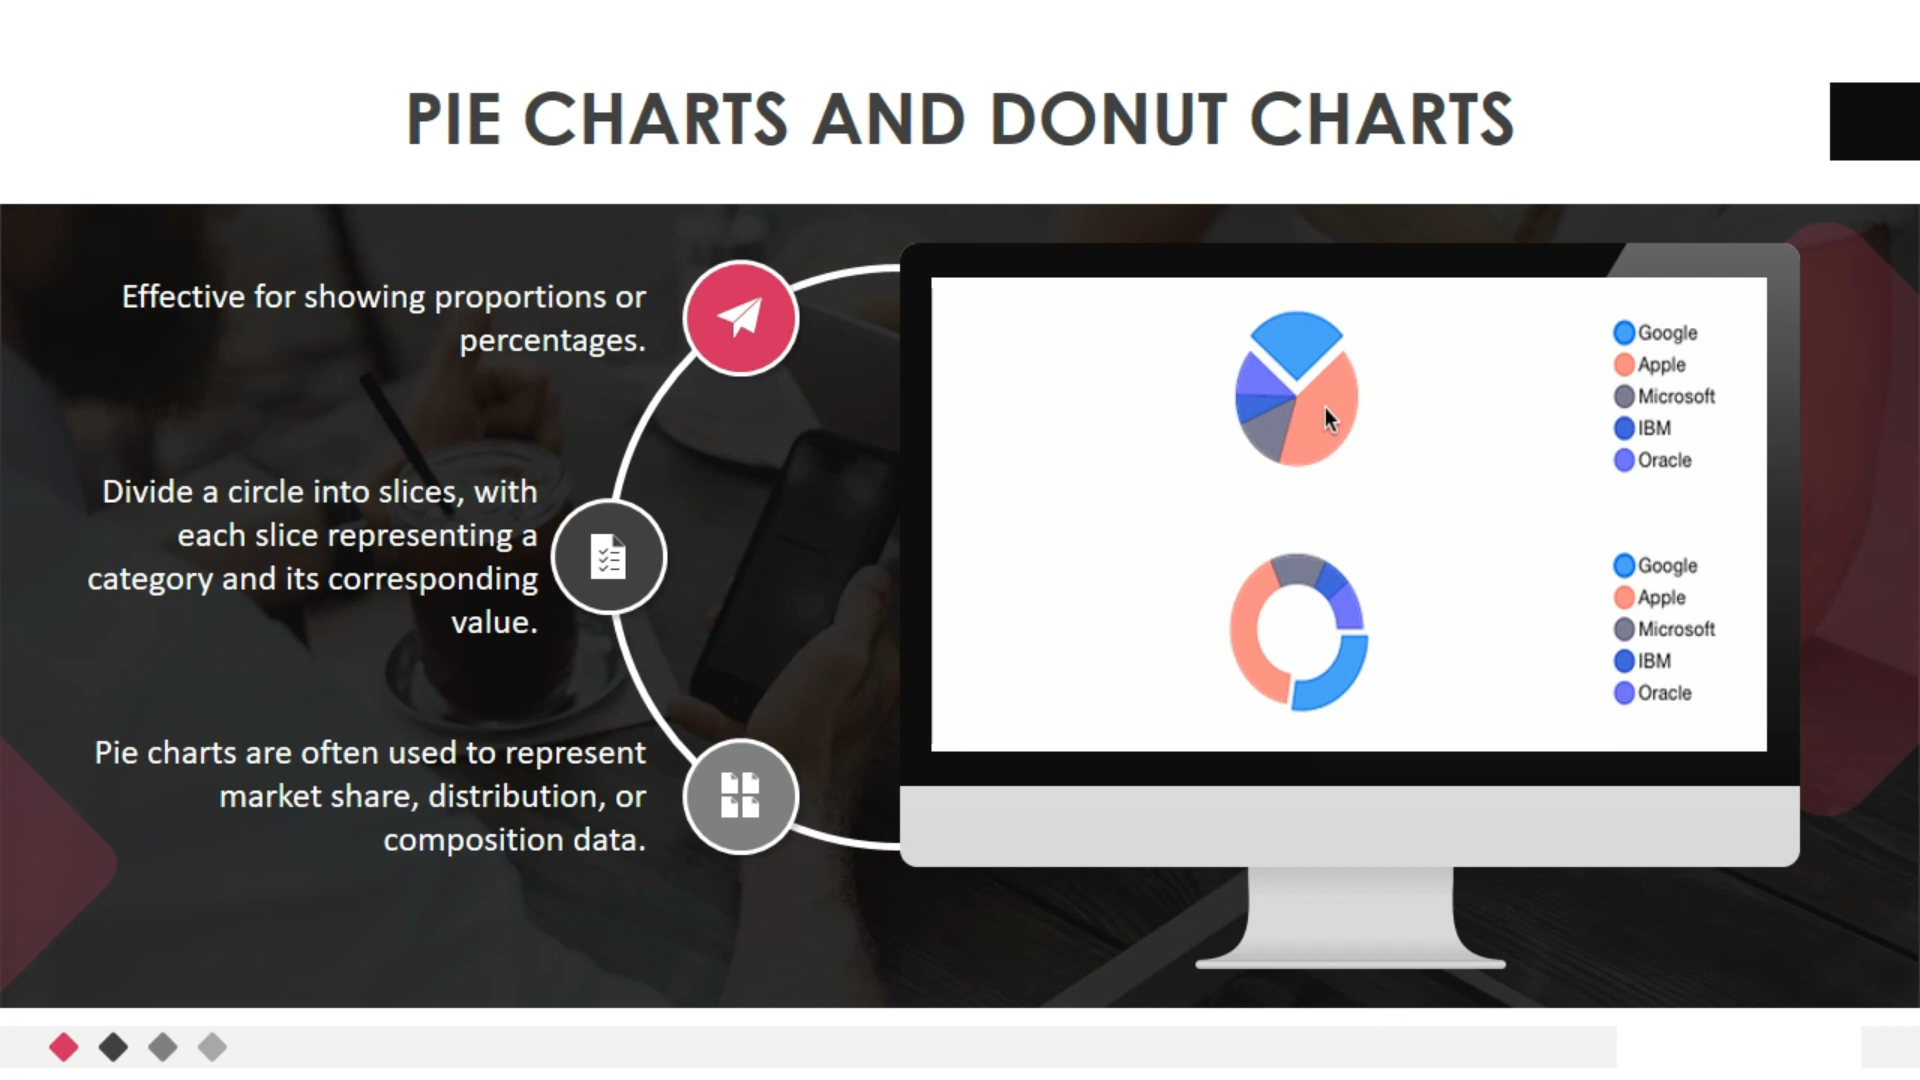 PIE CHARTS AND DONUT CHARTS
Effective for showing proportions or
percentages.
Divide a circle into slices, with
each slice representing a
category and its corresponding
value.
Pie charts are often used to represent
market share, distribution, or
composition data.
Google
Apple
Microsoft
IBM
Oracle
Google
Apple
Microsoft
IBM
Oracle